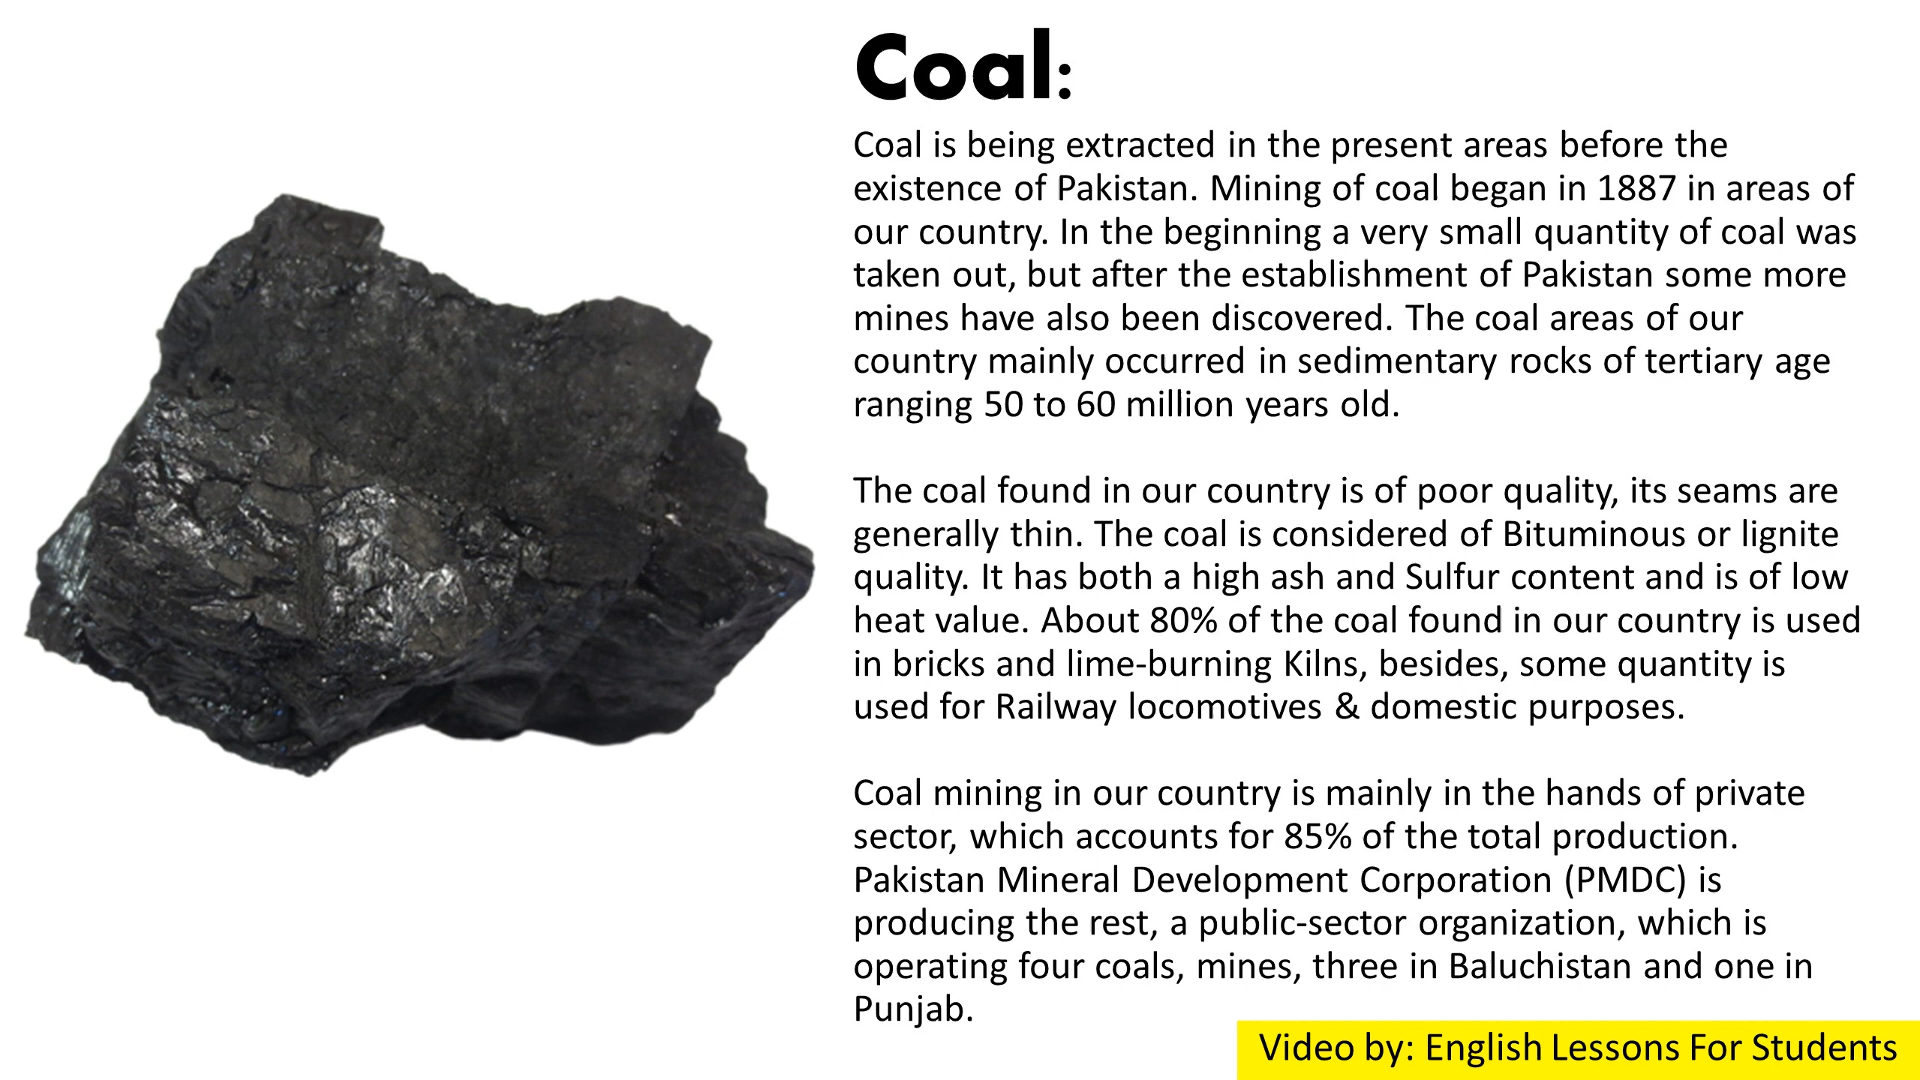 Coal:
Coal is being extracted in the present areas before the
existence of Pakistan. Mining of coal began in 1887 in areas of
our country. In the beginning a very small quantity of coal was
taken out, but after the establishment of Pakistan some more
mines have also been discovered. The coal areas of our
country mainly occurred in sedimentary rocks of tertiary age
ranging 50 to 60 million years old.
The coal found in our country is of poor quality, its seams are
generally thin. The coal is considered of Bituminous or lignite
quality. It has both a high ash and Sulfur content and is of low
heat value. About 80% of the coal found in our country is used
in bricks and lime-burning Kilns, besides, some quantity is
used for Railway locomotives & domestic purposes.
Coal mining in our country is mainly in the hands of private
sector, which accounts for 85% of the total production.
Pakistan Mineral Development Corporation (PMDC) is
producing the rest, a public-sector organization, which is
operating four coals, mines, three in Baluchistan and one in
Punjab.
Video by: English Lessons For Students